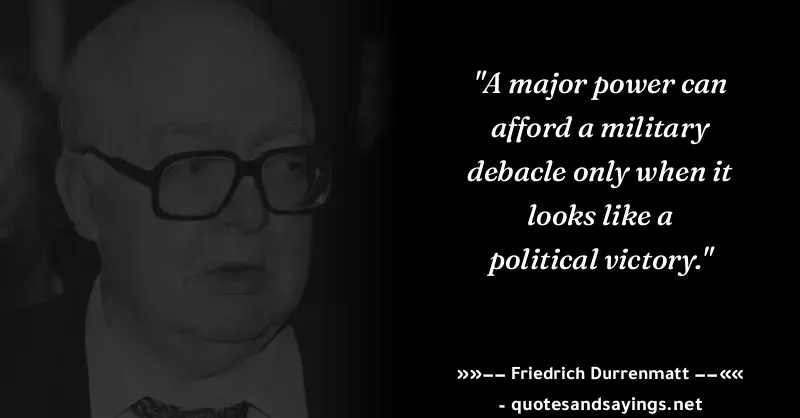 "A major power can
afford a military
debacle only when it
looks like a
political victory."
»»–– Friedrich Durrenmatt ––««
- quotesandsayings.net